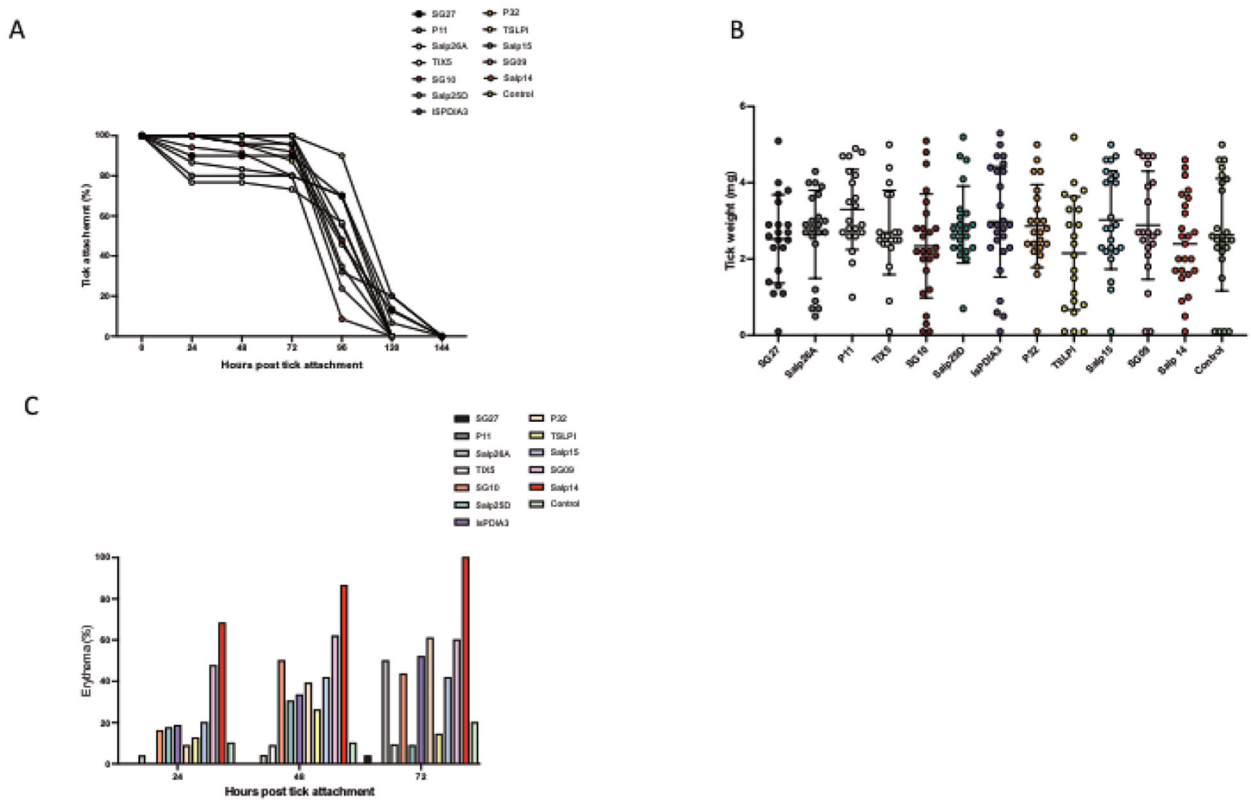 A
SG27
P11
Salp26A
TIX5
SG10
Salp25D
ISPDIA3
P32
TSLPI
Salp15
SG09
Salp14
Control
Tick attachemnt (%)
100
80
60
40
20
0
0 24 48 72 96 120 144
Hours post tick attachment
B
Tick weight (mg)
6
4
2
0
SG27 Salp26A P11 TIX5 SG10 Salp25D IsPDIA3 P32 TSLPI Salp15 SG09 Salp 14 Control
C
SG27
P11
Salp26A
TIX5
SG10
Salp25D
IsPDIA3
P32
TSLPI
Salp15
SG09
Salp14
Control
Erythema(%)
100
80
60
40
20
0
24 48 72
Hours post tick attachment